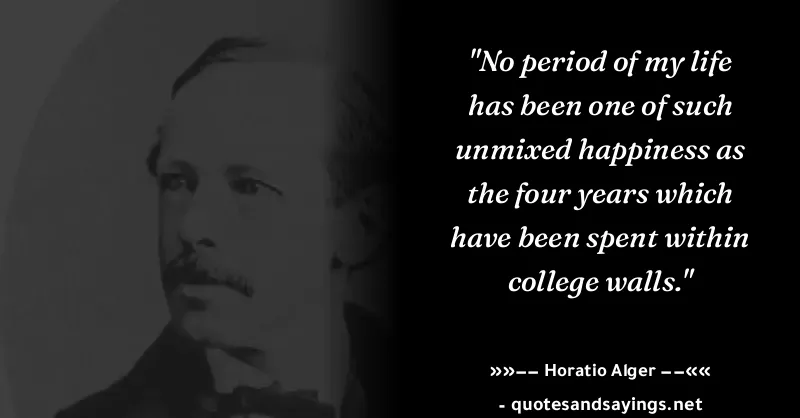 "No period of my life
has been one of such
unmixed happiness as
the four years which
have been spent within
college walls."
»»−− Horatio Alger −−««
- quotesandsayings.net